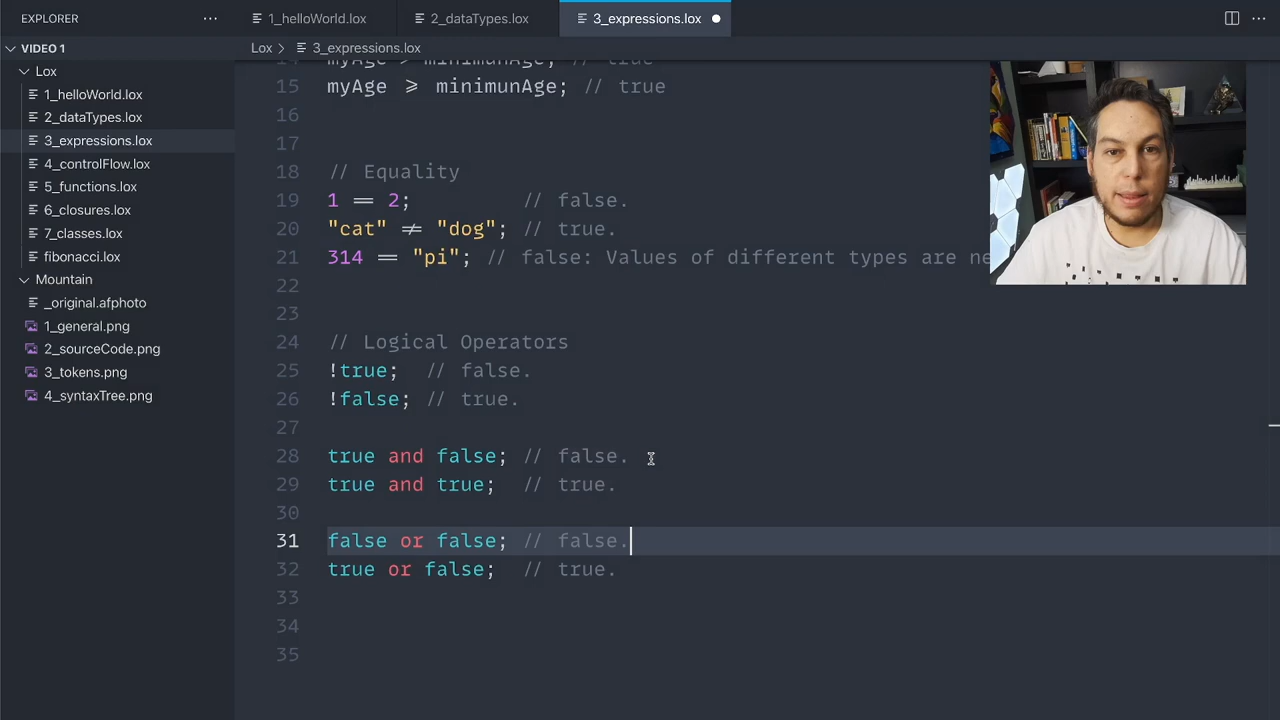 EXPLORER
1_helloWorld.lox
2_dataTypes.lox
3_expressions.lox
VIDEO 1
Lox
1_helloWorld.lox
2_dataTypes.lox
3_expressions.lox
4_controlFlow.lox
5_functions.lox
6_closures.lox
7_classes.lox
fibonacci.lox
Mountain
_original.afphoto
1_general.png
2_sourceCode.png
3_tokens.png
4_syntaxTree.png
Lox > 3_expressions.lox
14 myAge > minimunAge; // true
15 myAge >= minimunAge; // true
16
17
18 // Equality
19 1 == 2; // false.
20 "cat" != "dog"; // true.
21 314 == "pi"; // false: Values of different types are ne
22
23
24 // Logical Operators
25 !true; // false.
26 !false; // true.
27
28 true and false; // false.
29 true and true; // true.
30
31 false or false; // false.
32 true or false; // true.
33
34
35